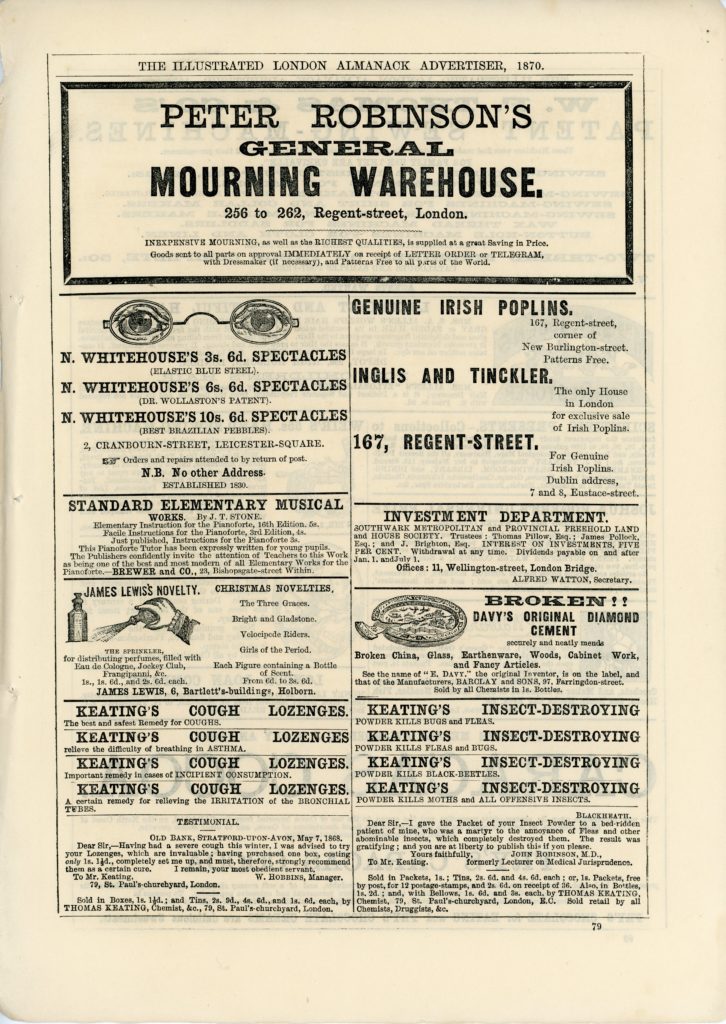 THE ILLUSTRATED LONDON ALMANACK ADVERTISER, 1870.
PETER ROBINSON'S
GENERAL
MOURNING WAREHOUSE.
256 to 262, Regent-street, London.
INEXPENSIVE MOURNING, as well as the RICHEST QUALITIES, is supplied at a great Saving in Price.
Goods sent to all parts on approval IMMEDIATELY on receipt of LETTER ORDER or TELEGRAM,
with Dressmaker (if necessary), and Patterns Free to all parts of the World.
N. WHITEHOUSE'S 3s. 6d. SPECTACLES
(ELASTIC BLUE STEEL).
N. WHITEHOUSE'S 6s. 6d. SPECTACLES
(DR. WOLLASTON'S PATENT).
N. WHITEHOUSE'S 10s. 6d. SPECTACLES
(BEST BRAZILIAN PEBBLES).
2, CRANBOURN-STREET, LEICESTER-SQUARE.
☞ Orders and repairs attended to by return of post.
N.B. No other Address.
ESTABLISHED 1830.
STANDARD ELEMENTARY MUSICAL
WORKS. By J. T. STONE.
Elementary Instruction for the Pianoforte, 16th Edition. 5s.
Facile Instructions for the Pianoforte, 3rd Edition, 4s.
Just published, Instructions for the Pianoforte 3s.
This Pianoforte Tutor has been expressly written for young pupils.
The Publishers confidently invite the attention of Teachers to this Work
as being one of the best and most modern of all Elementary Works for the
Pianoforte.—BREWER and CO., 23, Bishopsgate-street Within.
JAMES LEWIS'S NOVELTY.
THE SPRINKLER,
for distributing perfumes, filled with
Eau de Cologne, Jockey Club,
Frangipanni, &c.
1s., 1s. 6d., and 2s. 6d. each.
CHRISTMAS NOVELTIES,
The Three Graces.
Bright and Gladstone.
Velocipede Riders.
Girls of the Period.
Each Figure containing a Bottle
of Scent.
From 6d. to 3s. 6d.
JAMES LEWIS, 6, Bartlett's-buildings, Holborn.
KEATING'S COUGH LOZENGES.
The best and safest Remedy for COUGHS.
KEATING'S COUGH LOZENGES
relieve the difficulty of breathing in ASTHMA.
KEATING'S COUGH LOZENGES.
Important remedy in cases of INCIPIENT CONSUMPTION.
KEATING'S COUGH LOZENGES.
A certain remedy for relieving the IRRITATION of the BRONCHIAL
TUBES.
TESTIMONIAL.
OLD BANK, STRATFORD-UPON-AVON, May 7, 1868.
Dear Sir,—Having had a severe cough this winter, I was advised to try
your Lozenges, which are invaluable; having purchased one box, costing
only 1s. 1½d., completely set me up, and must, therefore, strongly recommend
them as a certain cure. I remain, your most obedient servant,
To Mr. Keating. W. HOBBINS, Manager.
79, St. Paul's-churchyard, London.
Sold in Boxes, 1s. 1½d.; and Tins, 2s. 9d., 4s. 6d., and 1s. 6d. each, by
THOMAS KEATING, Chemist, &c., 79, St. Paul's-churchyard, London.
GENUINE IRISH POPLINS.
167, Regent-street,
corner of
New Burlington-street.
Patterns Free.
INGLIS AND TINCKLER.
The only House
in London
for exclusive sale
of Irish Poplins.
167, REGENT-STREET.
For Genuine
Irish Poplins.
Dublin address,
7 and 8, Eustace-street.
INVESTMENT DEPARTMENT.
SOUTHWARK METROPOLITAN and PROVINCIAL FREEHOLD LAND
and HOUSE SOCIETY. Trustees: Thomas Pillow, Esq.; James Pollock,
Esq.; and J. Brighton, Esq. INTEREST ON INVESTMENTS, FIVE
PER CENT. Withdrawal at any time. Dividends payable on and after
Jan. 1. and July 1.
Offices: 11, Wellington-street, London Bridge.
ALFRED WATTON, Secretary.
BROKEN!!
DAVY'S ORIGINAL DIAMOND
CEMENT
securely and neatly mends
Broken China, Glass, Earthenware, Woods, Cabinet Work,
and Fancy Articles.
See the name of "E. DAVY," the original Inventor, is on the label, and
that of the Manufacturers, BARCLAY and SONS, 97, Farringdon-street.
Sold by all Chemists in 1s. Bottles.
KEATING'S INSECT-DESTROYING
POWDER KILLS BUGS and FLEAS.
KEATING'S INSECT-DESTROYING
POWDER KILLS FLEAS and BUGS.
KEATING'S INSECT-DESTROYING
POWDER KILLS BLACK-BEETLES.
KEATING'S INSECT-DESTROYING
POWDER KILLS MOTHS and ALL OFFENSIVE INSECTS.
BLACKHEATH.
Dear Sir,—I gave the Packet of your Insect Powder to a bed-ridden
patient of mine, who was a martyr to the annoyance of Fleas and other
abominable insects, which completely destroyed them. The result was
gratifying; and you are at liberty to publish this if you please.
Yours faithfully, JOHN ROBINSON, M.D.,
To Mr. Keating. formerly Lecturer on Medical Jurisprudence.
Sold in Packets, 1s.; Tins, 2s. 6d. and 4s. 6d. each; or, 1s. Packets, free
by post, for 12 postage-stamps, and 2s. 6d. on receipt of 36. Also, in Bottles,
1s. 2d.; and, with Bellows, 1s. 6d. and 3s. each, by THOMAS KEATING,
Chemist, 79, St. Paul's-churchyard, London, E.C. Sold retail by all
Chemists, Druggists, &c.
79